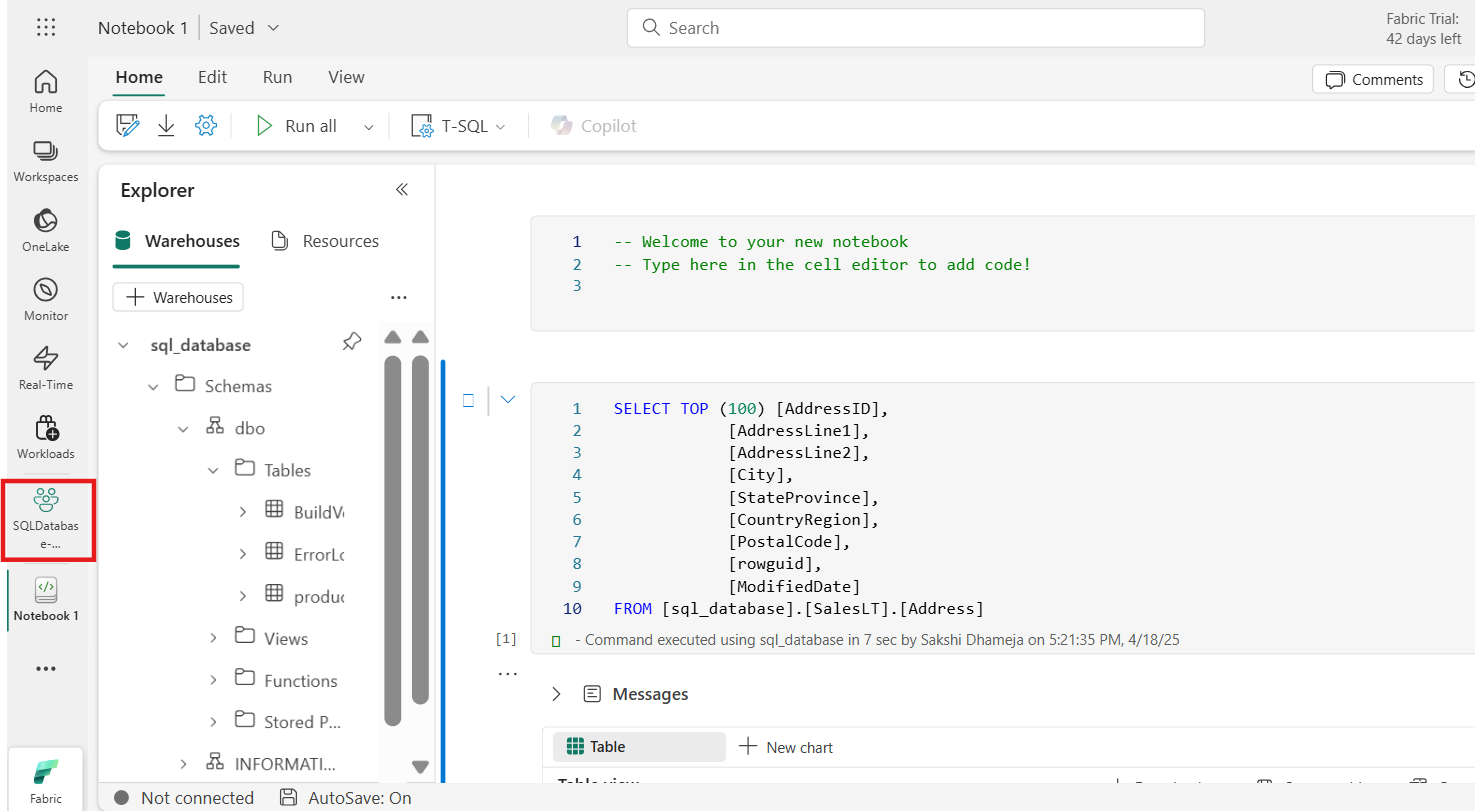 Notebook 1 Saved
Search
Fabric Trial:
42 days left
Home Edit Run View
Comments
Run all T-SQL Copilot
Home
Workspaces
OneLake
Monitor
Real-Time
Workloads
SQLDatabas
e-...
Notebook 1
Fabric
Explorer
Warehouses Resources
Warehouses
sql_database
Schemas
dbo
Tables
BuildVe
ErrorLo
produc
Views
Functions
Stored P...
INFORMATI...
1 -- Welcome to your new notebook
2 -- Type here in the cell editor to add code!
3
1 SELECT TOP (100) [AddressID],
2 [AddressLine1],
3 [AddressLine2],
4 [City],
5 [StateProvince],
6 [CountryRegion],
7 [PostalCode],
8 [rowguid],
9 [ModifiedDate]
10 FROM [sql_database].[SalesLT].[Address]
[1] - Command executed using sql_database in 7 sec by Sakshi Dhameja on 5:21:35 PM, 4/18/25
Messages
Table New chart
Table view
Not connected AutoSave: On